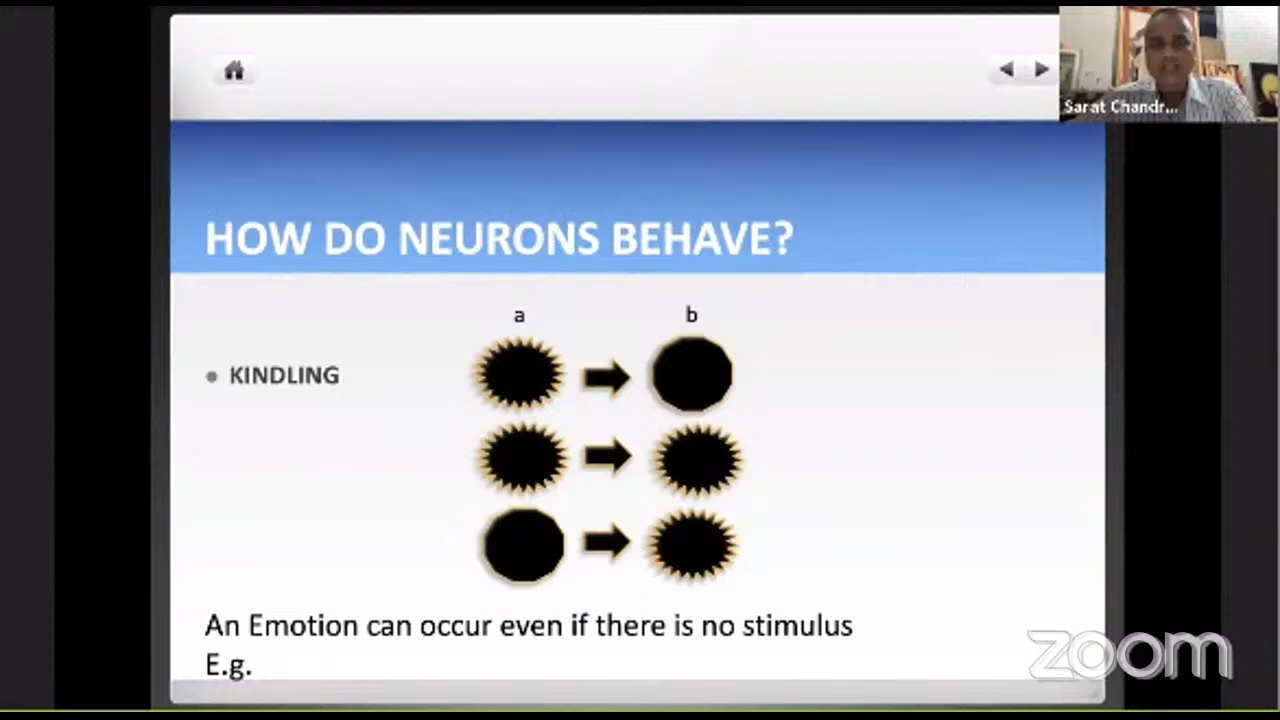 Sarat Chandr...
HOW DO NEURONS BEHAVE?
a b
• KINDLING
An Emotion can occur even if there is no stimulus
E.g.
zoom